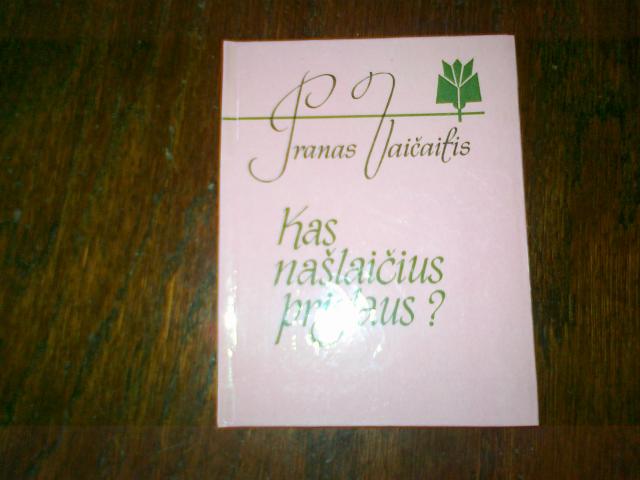 Pranas Vaičaitis
Kas
našlaičius
?